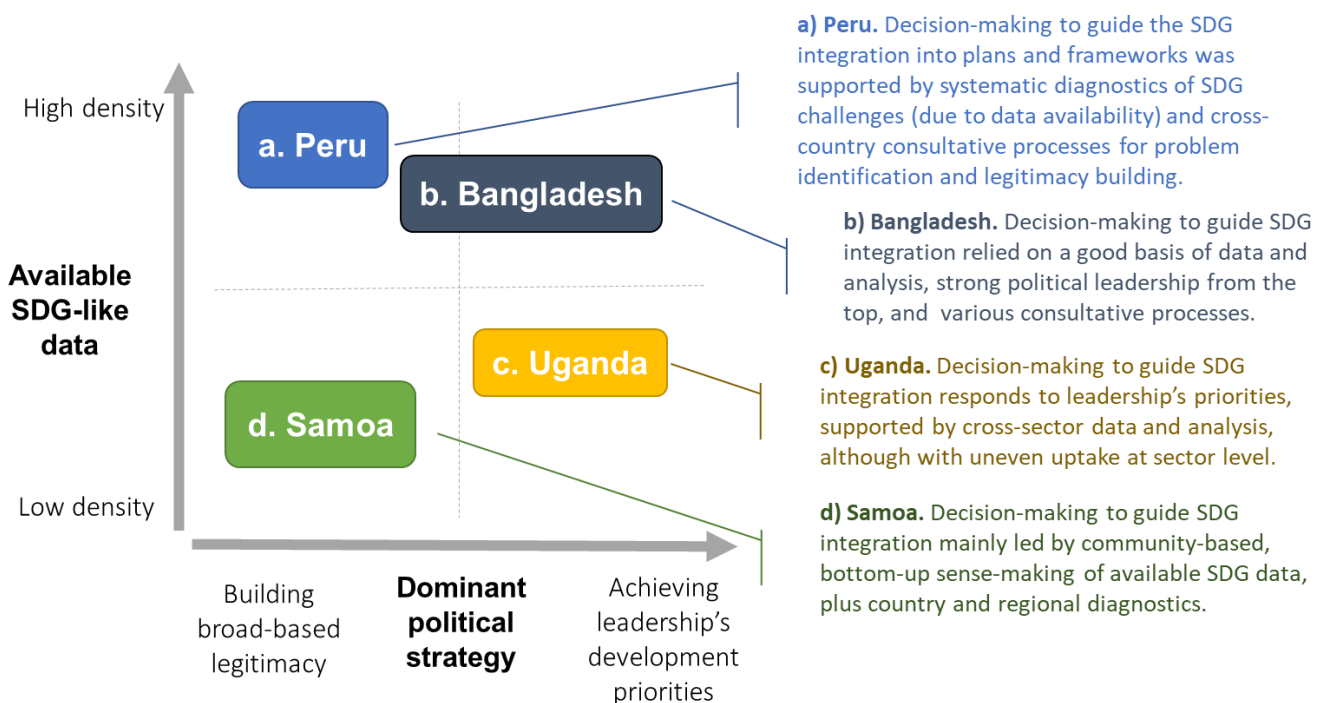 High density
Available
SDG-like
data
Low density
a. Peru
b. Bangladesh
c. Uganda
d. Samoa
Building
broad-based
legitimacy
Dominant
political
strategy
Achieving
leadership’s
development
priorities
a) Peru. Decision-making to guide the SDG
integration into plans and frameworks was
supported by systematic diagnostics of SDG
challenges (due to data availability) and cross-
country consultative processes for problem
identification and legitimacy building.
b) Bangladesh. Decision-making to guide SDG
integration relied on a good basis of data and
analysis, strong political leadership from the
top, and various consultative processes.
c) Uganda. Decision-making to guide SDG
integration responds to leadership’s priorities,
supported by cross-sector data and analysis,
although with uneven uptake at sector level.
d) Samoa. Decision-making to guide SDG
integration mainly led by community-based,
bottom-up sense-making of available SDG data,
plus country and regional diagnostics.